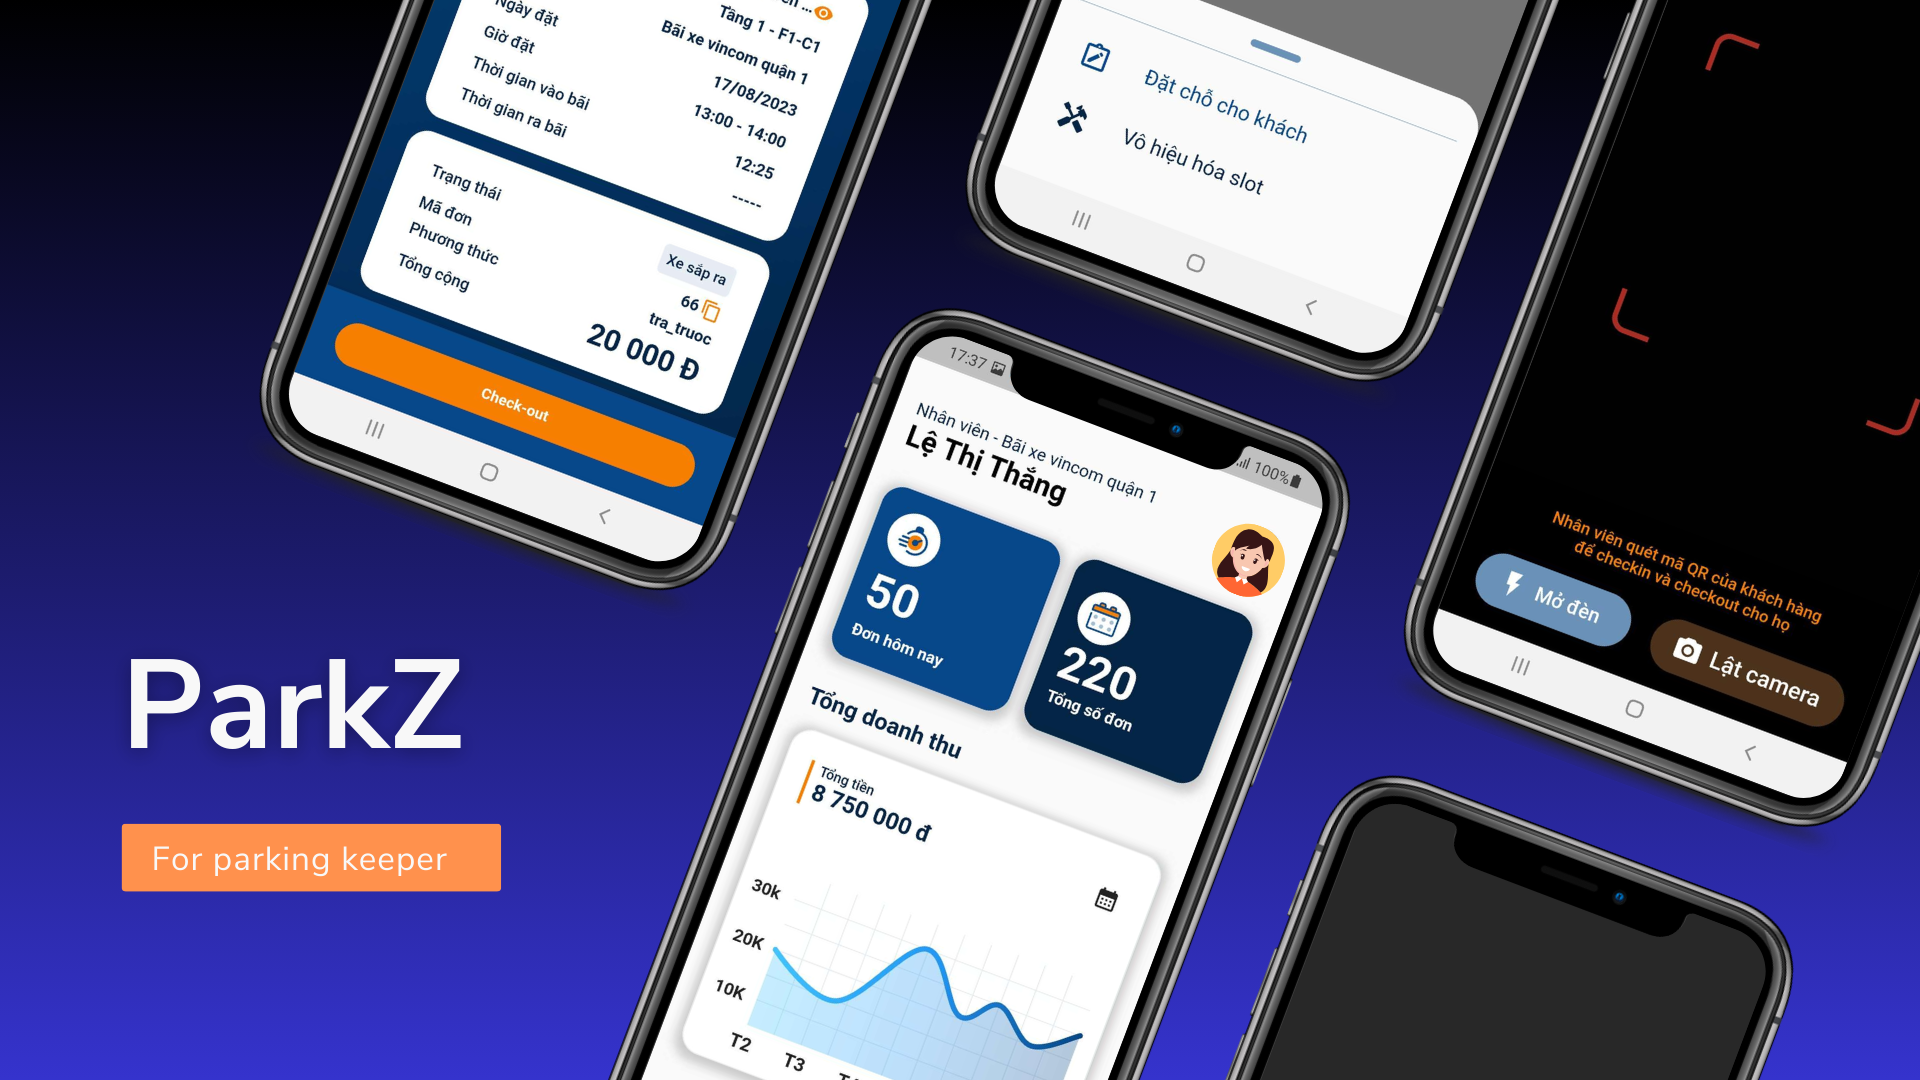 Tầng 1 - F1-C1
Bãi xe vincom quận 1
Ngày đặt
17/08/2023
Giờ đặt
13:00 - 14:00
Thời gian vào bãi
12:25
Thời gian ra bãi
-----
Trạng thái
Xe sắp ra
Mã đơn
66
Phương thức
tra_truoc
Tổng cộng
20 000 Đ
Check-out
Đặt chỗ cho khách
Vô hiệu hóa slot
Nhân viên quét mã QR của khách hàng
để checkin và checkout cho họ
Mở đèn
Lật camera
17:37
100%
Nhân viên - Bãi xe vincom quận 1
Lệ Thị Thắng
50
Đơn hôm nay
220
Tổng số đơn
Tổng doanh thu
Tổng tiền
8 750 000 đ
30k
20K
10K
T2
T3
ParkZ
For parking keeper